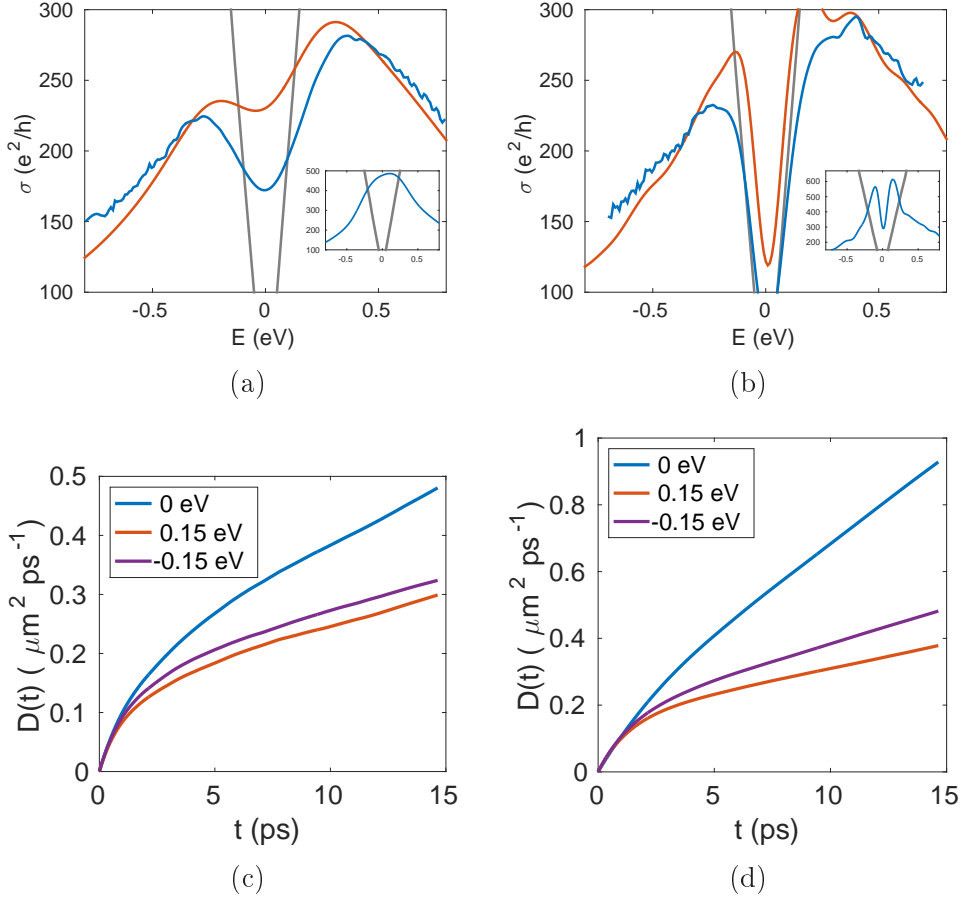 300
250
200
150
100
σ (e²/h)
-0.5
0
0.5
E (eV)
500
400
300
200
100
-0.5
0
0.5
(a)
300
250
200
150
100
σ (e²/h)
-0.5
0
0.5
E (eV)
600
500
400
300
200
-0.5
0
0.5
(b)
0.5
0.4
0.3
0.2
0.1
0
D(t) ( μm² ps⁻¹)
0 eV
0.15 eV
-0.15 eV
0
5
10
15
t (ps)
(c)
1
0.8
0.6
0.4
0.2
0
D(t) ( μm² ps⁻¹)
0 eV
0.15 eV
-0.15 eV
0
5
10
15
t (ps)
(d)